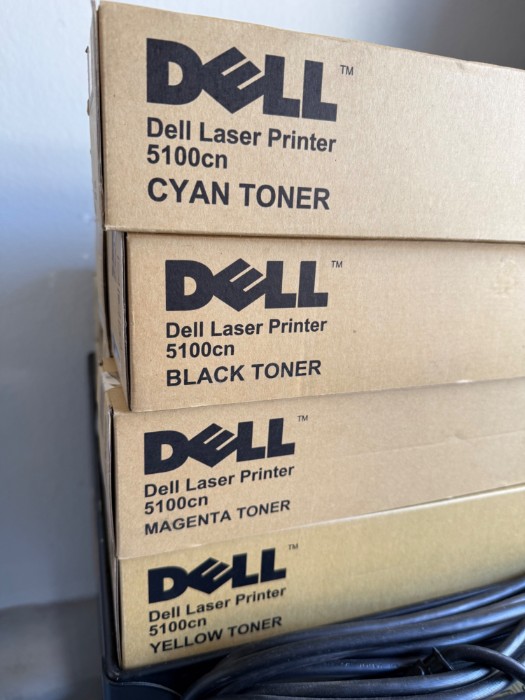 DELL™
Dell Laser Printer
5100cn
CYAN TONER
DELL™
Dell Laser Printer
5100cn
BLACK TONER
DELL™
Dell Laser Printer
5100cn
MAGENTA TONER
DELL™
Dell Laser Printer
5100cn
YELLOW TONER